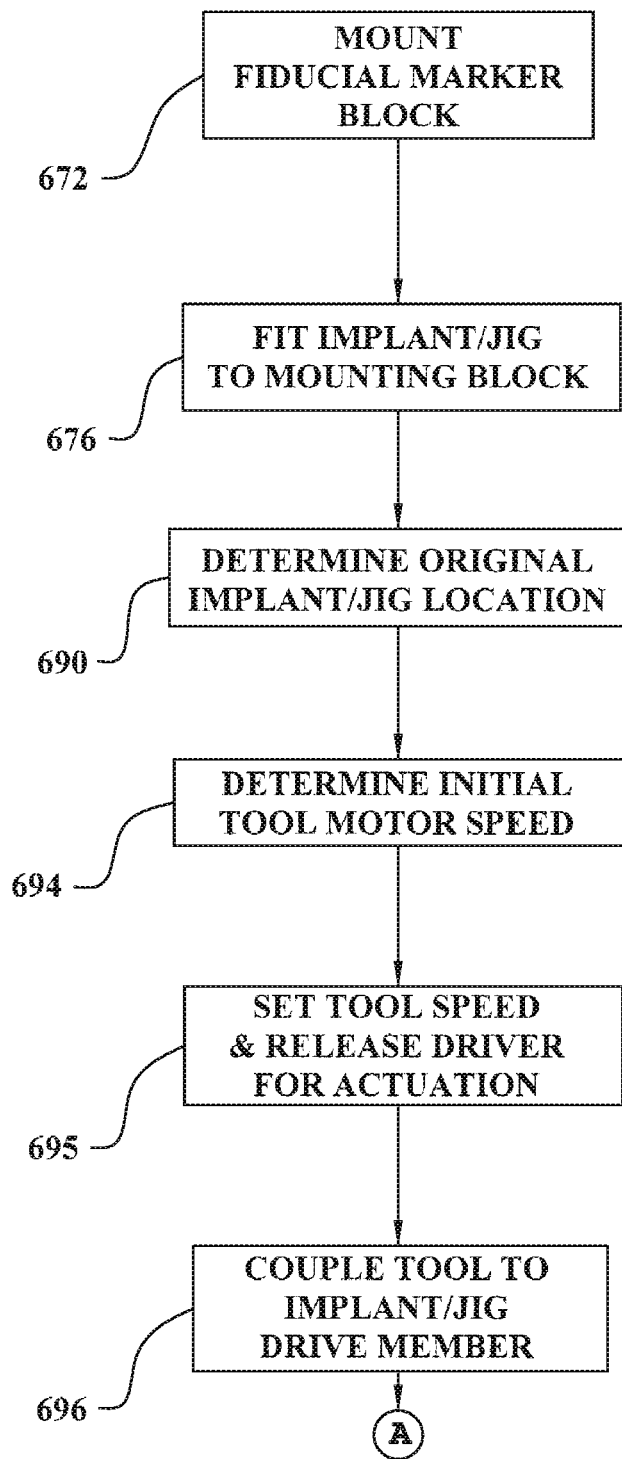 MOUNT
FIDUCIAL MARKER
BLOCK
672
FIT IMPLANT/JIG
TO MOUNTING BLOCK
676
DETERMINE ORIGINAL
IMPLANT/JIG LOCATION
690
DETERMINE INITIAL
TOOL MOTOR SPEED
694
SET TOOL SPEED
& RELEASE DRIVER
FOR ACTUATION
695
COUPLE TOOL TO
IMPLANT/JIG
DRIVE MEMBER
696
A